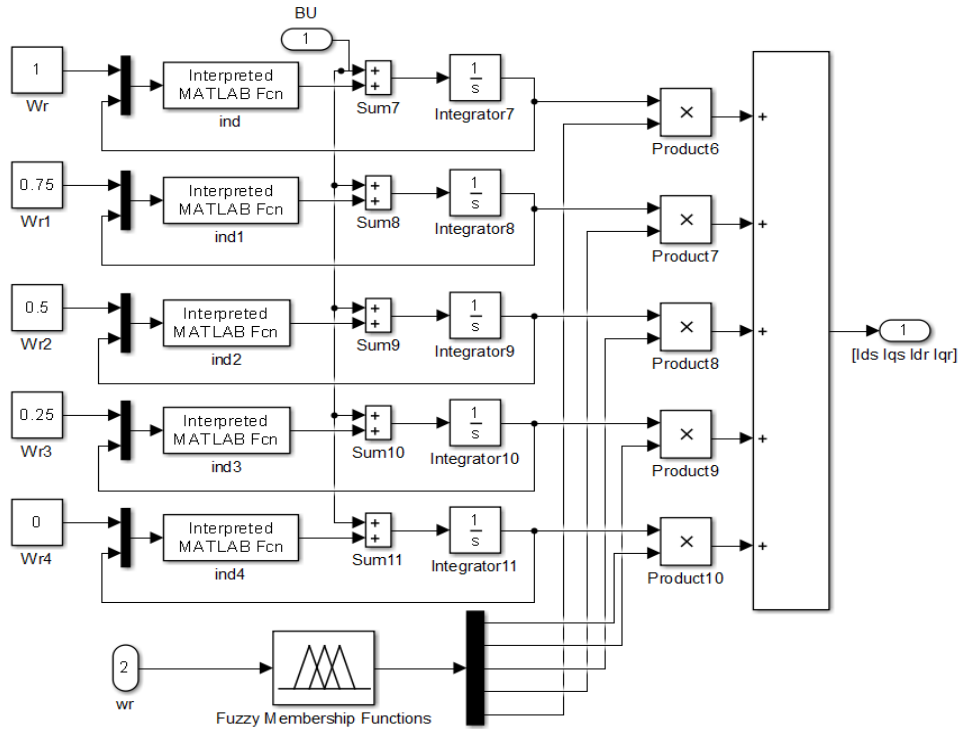 BU
1
1
Wr
Interpreted
MATLAB Fcn
ind
+
+
Sum7
1
s
Integrator7
×
Product6
+
0.75
Wr1
Interpreted
MATLAB Fcn
ind1
+
+
Sum8
1
s
Integrator8
×
Product7
+
0.5
Wr2
Interpreted
MATLAB Fcn
ind2
+
+
Sum9
1
s
Integrator9
×
Product8
+
1
[Ids Iqs Idr Iqr]
0.25
Wr3
Interpreted
MATLAB Fcn
ind3
+
+
Sum10
1
s
Integrator10
×
Product9
+
0
Wr4
Interpreted
MATLAB Fcn
ind4
+
+
Sum11
1
s
Integrator11
×
Product10
+
2
wr
Fuzzy Membership Functions